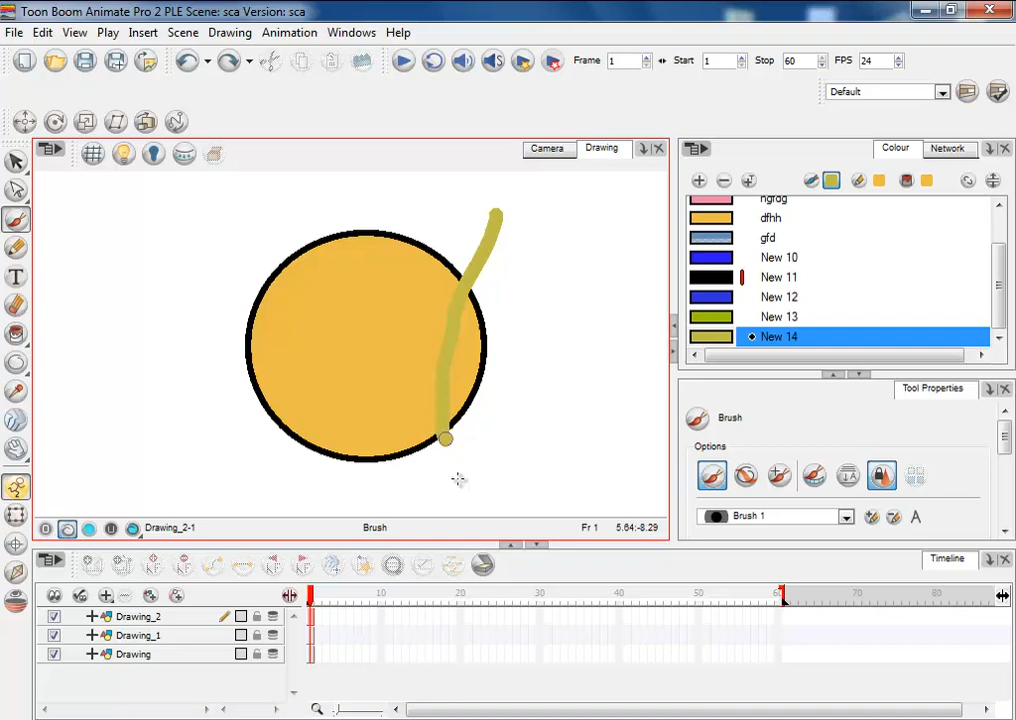 Toon Boom Animate Pro 2 PLE Scene: sca Version: sca
File Edit View Play Insert Scene Drawing Animation Windows Help
Frame 1 Start 1 Stop 60 FPS 24
Default
Camera Drawing
Colour Network
dfhh
gfd
New 10
New 11
New 12
New 13
New 14
Tool Properties
Brush
Options
Brush 1
A
T
Drawing_2-1 Brush Fr 1 5.64:-8.29
Timeline
10 20 30 40 50 60 70 80
Drawing_2
Drawing_1
Drawing